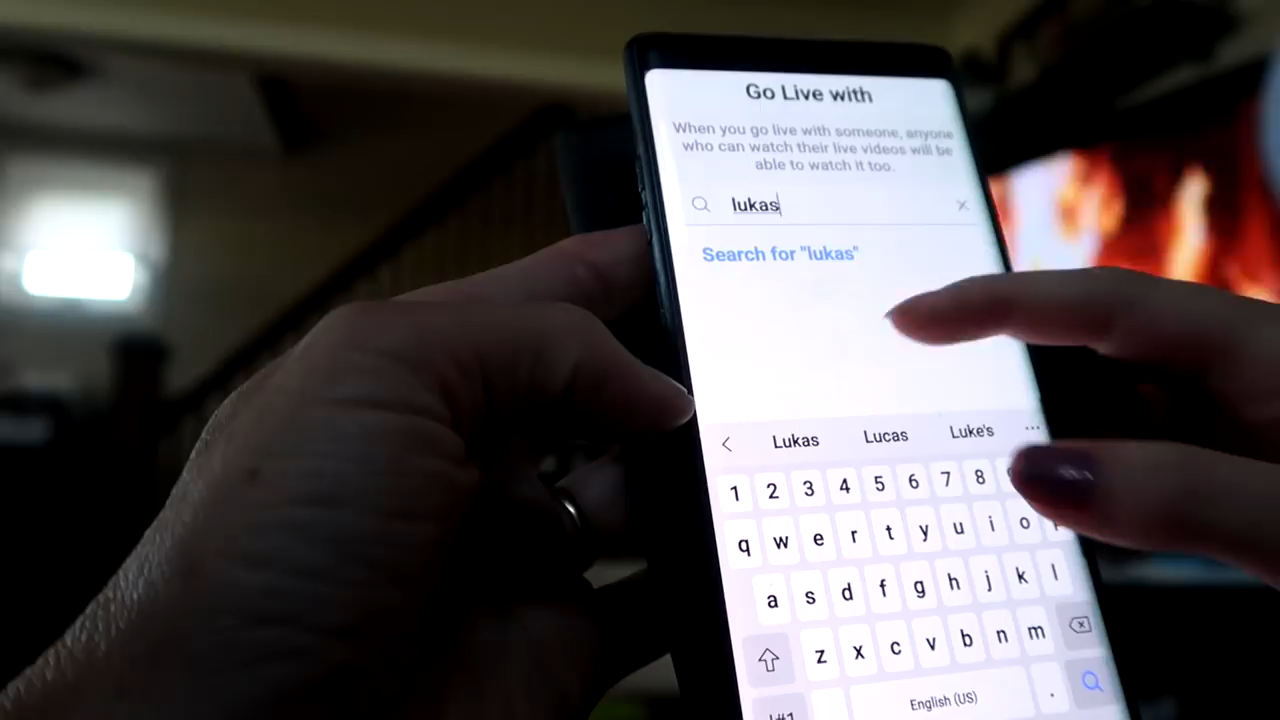 Go Live with
When you go live with someone, anyone
who can watch their live videos will be
able to watch it too.
lukas
Search for "lukas"
Lukas Lucas Luke's ...
1 2 3 4 5 6 7 8
q w e r t y u i o
a s d f g h j k l
z x c v b n m
English (US) .